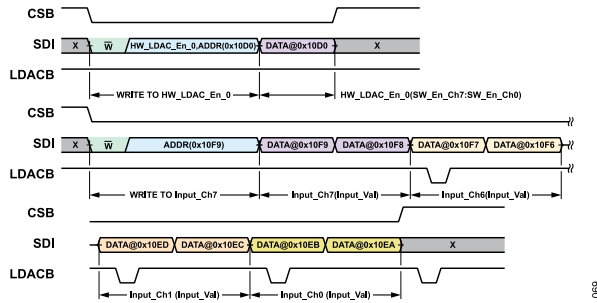 CSB
SDI X W HW_LDAC_En_0,ADDR(0x10D0) DATA@0x10D0 X
LDACB
WRITE TO HW_LDAC_En_0 HW_LDAC_En_0(SW_En_Ch7:SW_En_Ch0)
CSB
SDI X W ADDR(0x10F9) DATA@0x10F9 DATA@0x10F8 DATA@0x10F7 DATA@0x10F6
LDACB
WRITE TO Input_Ch7 Input_Ch7(Input_Val) Input_Ch6(Input_Val)
CSB
SDI DATA@0x10ED DATA@0x10EC DATA@0x10EB DATA@0x10EA X
LDACB
Input_Ch1 (Input_Val) Input_Ch0 (Input_Val)
069